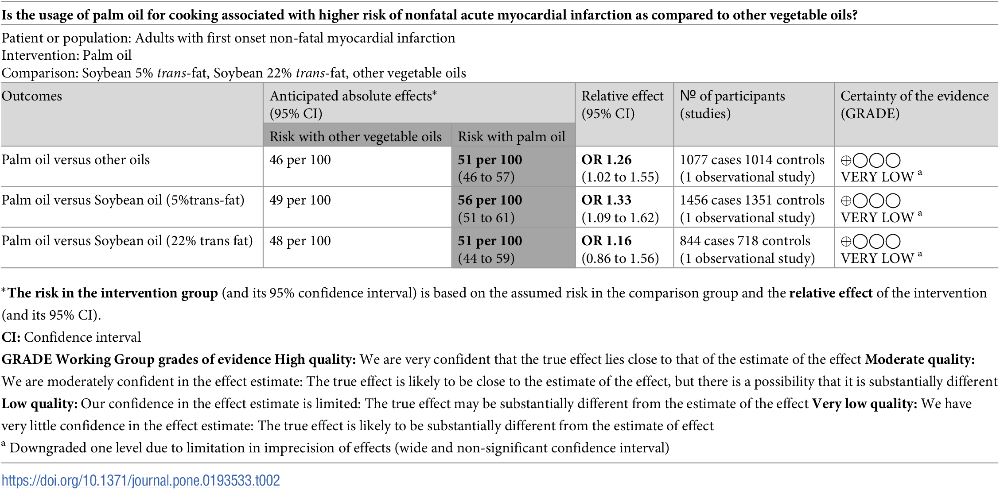 Is the usage of palm oil for cooking associated with higher risk of nonfatal acute myocardial infarction as compared to other vegetable oils?
Patient or population: Adults with first onset non-fatal myocardial infarction
Intervention: Palm oil
Comparison: Soybean 5% trans-fat, Soybean 22% trans-fat, other vegetable oils
Outcomes Anticipated absolute effects* Relative effect Nº of participants Certainty of the evidence
(95% CI) (95% CI) (studies) (GRADE)
Risk with other vegetable oils Risk with palm oil
Palm oil versus other oils 46 per 100 51 per 100 OR 1.26 1077 cases 1014 controls ⊕◯◯◯
(46 to 57) (1.02 to 1.55) (1 observational study) VERY LOW a
Palm oil versus Soybean oil (5%trans-fat) 49 per 100 56 per 100 OR 1.33 1456 cases 1351 controls ⊕◯◯◯
(51 to 61) (1.09 to 1.62) (1 observational study) VERY LOW a
Palm oil versus Soybean oil (22% trans fat) 48 per 100 51 per 100 OR 1.16 844 cases 718 controls ⊕◯◯◯
(44 to 59) (0.86 to 1.56) (1 observational study) VERY LOW a
*The risk in the intervention group (and its 95% confidence interval) is based on the assumed risk in the comparison group and the relative effect of the intervention
(and its 95% CI).
CI: Confidence interval
GRADE Working Group grades of evidence High quality: We are very confident that the true effect lies close to that of the estimate of the effect Moderate quality:
We are moderately confident in the effect estimate: The true effect is likely to be close to the estimate of the effect, but there is a possibility that it is substantially different
Low quality: Our confidence in the effect estimate is limited: The true effect may be substantially different from the estimate of the effect Very low quality: We have
very little confidence in the effect estimate: The true effect is likely to be substantially different from the estimate of effect
a Downgraded one level due to limitation in imprecision of effects (wide and non-significant confidence interval)
https://doi.org/10.1371/journal.pone.0193533.t002